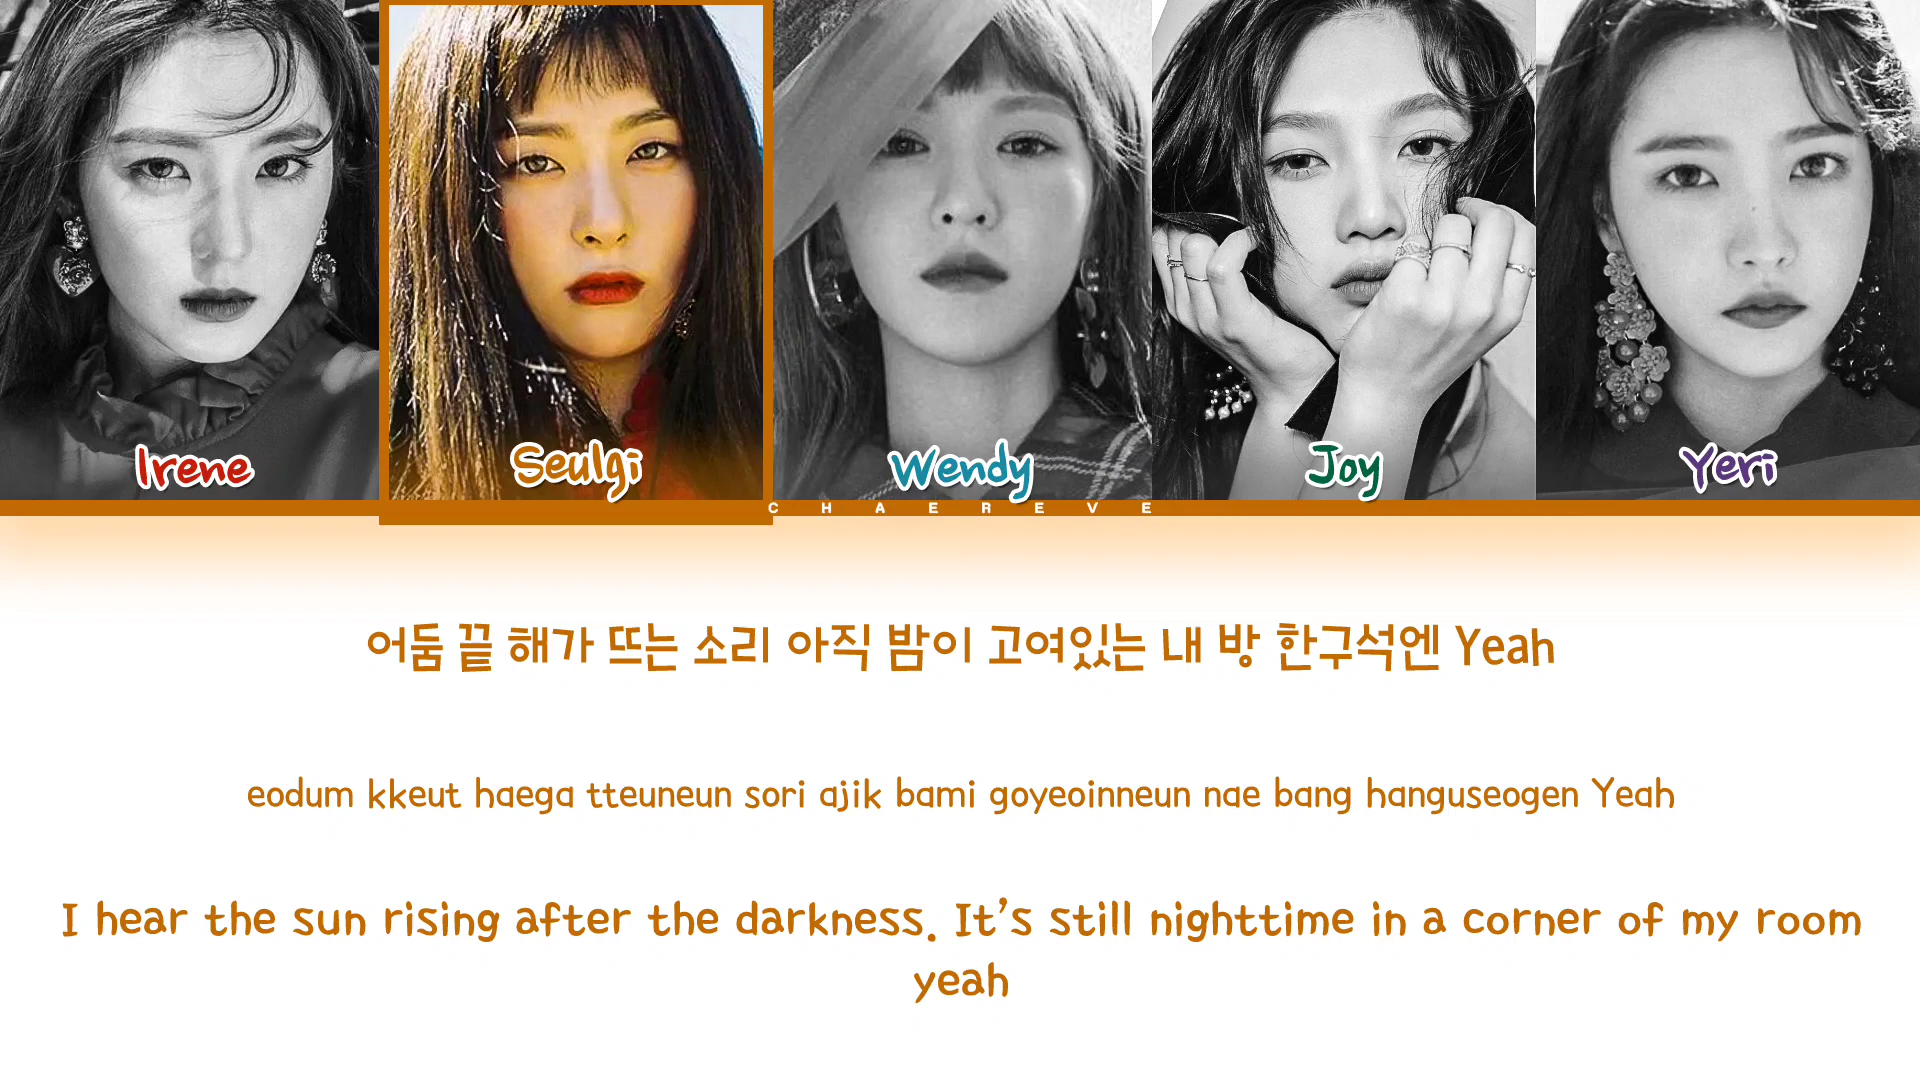 Irene
Seulgi
Wendy
Joy
Yeri
CHAEREVE
어둠 끝 해가 뜨는 소리 아직 밤이 고여있는 내 방 한구석엔 Yeah
eodum kkeut haega tteuneun sori ajik bami goyeoinneun nae bang hanguseogen Yeah
I hear the sun rising after the darkness. It's still nighttime in a corner of my room
yeah